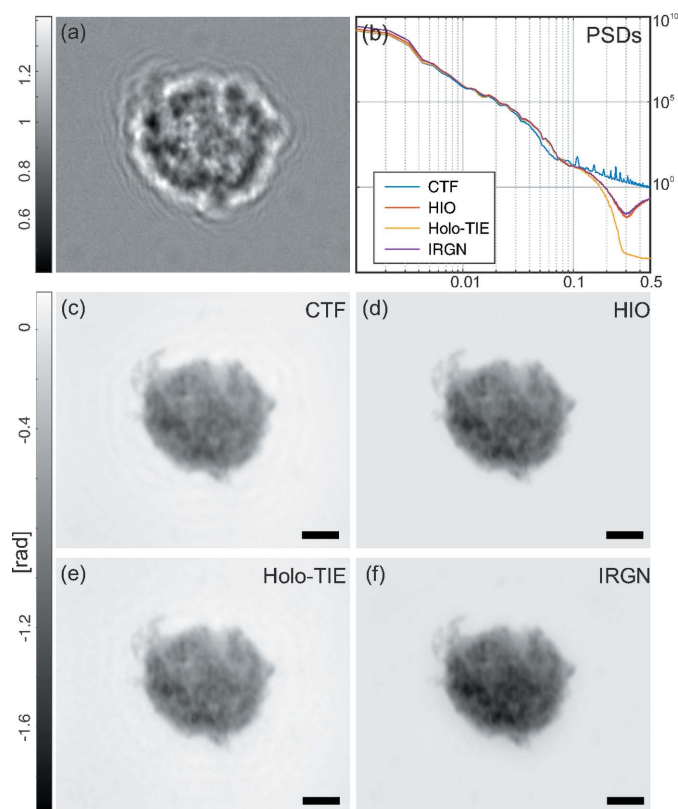 (a)
1.2
1
0.8
0.6
(b) PSDs
10^10
10^5
10^0
CTF
HIO
Holo-TIE
IRGN
0.01 0.1 0.5
(c) CTF
(d) HIO
0
-0.4
[rad]
-1.2
-1.6
(e) Holo-TIE
(f) IRGN